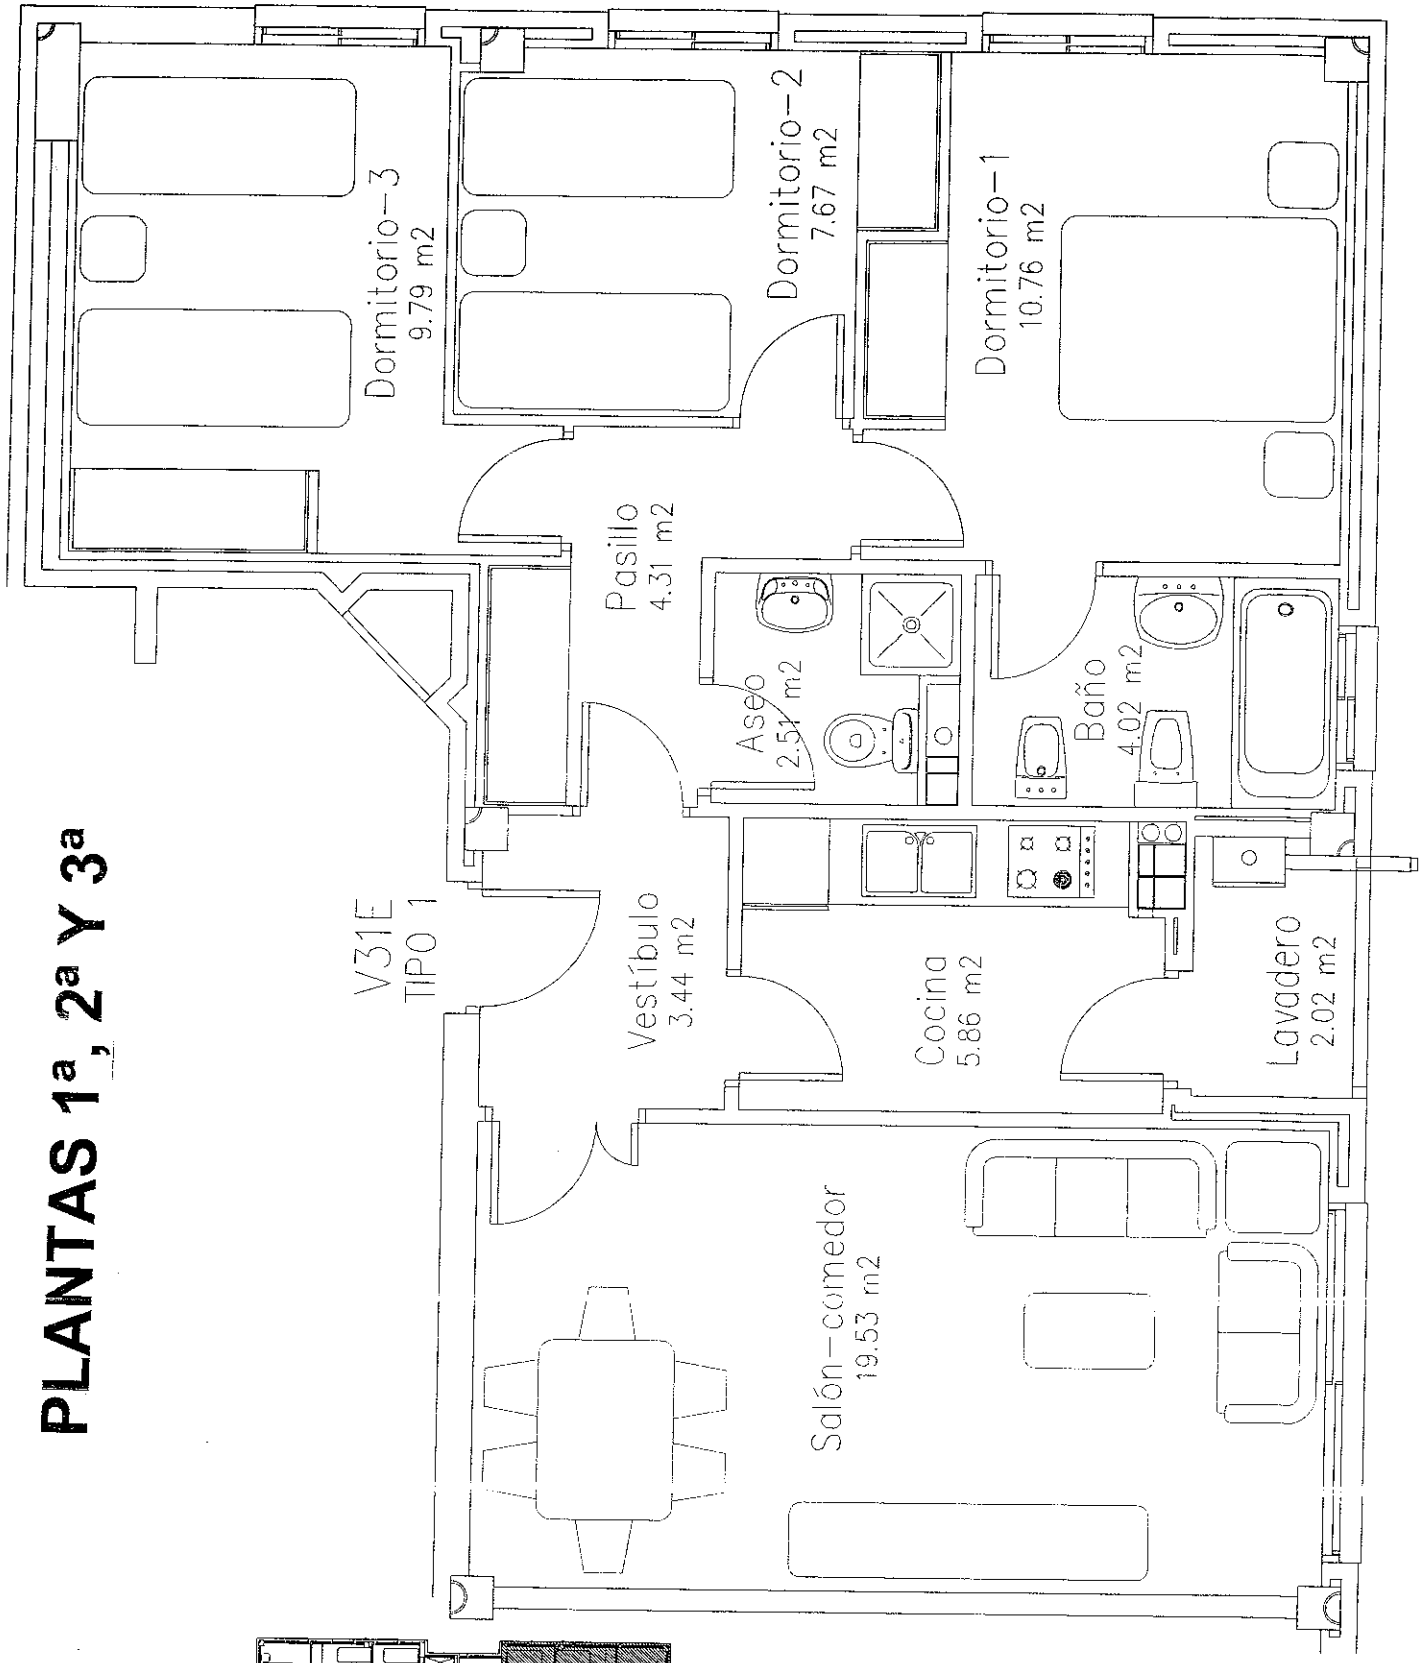 PLANTAS 1ª, 2ª Y 3ª
V31E
TIPO 1
Dormitorio-3
9.79 m2
Dormitorio-2
7.67 m2
Dormitorio-1
10.76 m2
Pasillo
4.31 m2
Aseo
2.51 m2
Baño
4.02 m2
Vestíbulo
3.44 m2
Cocina
5.86 m2
Lavadero
2.02 m2
Salón-comedor
19.53 m2